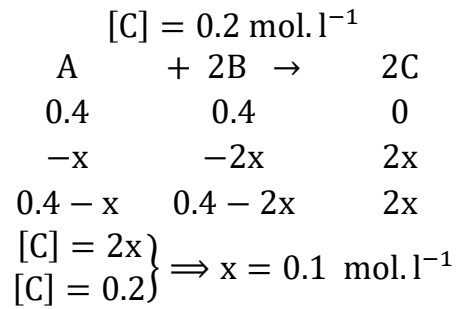 [C] = 0.2 mol.l⁻¹
A + 2B → 2C
0.4 0.4 0
−x −2x 2x
0.4 − x 0.4 − 2x 2x
[C] = 2x
[C] = 0.2} ⟹ x = 0.1 mol.l⁻¹